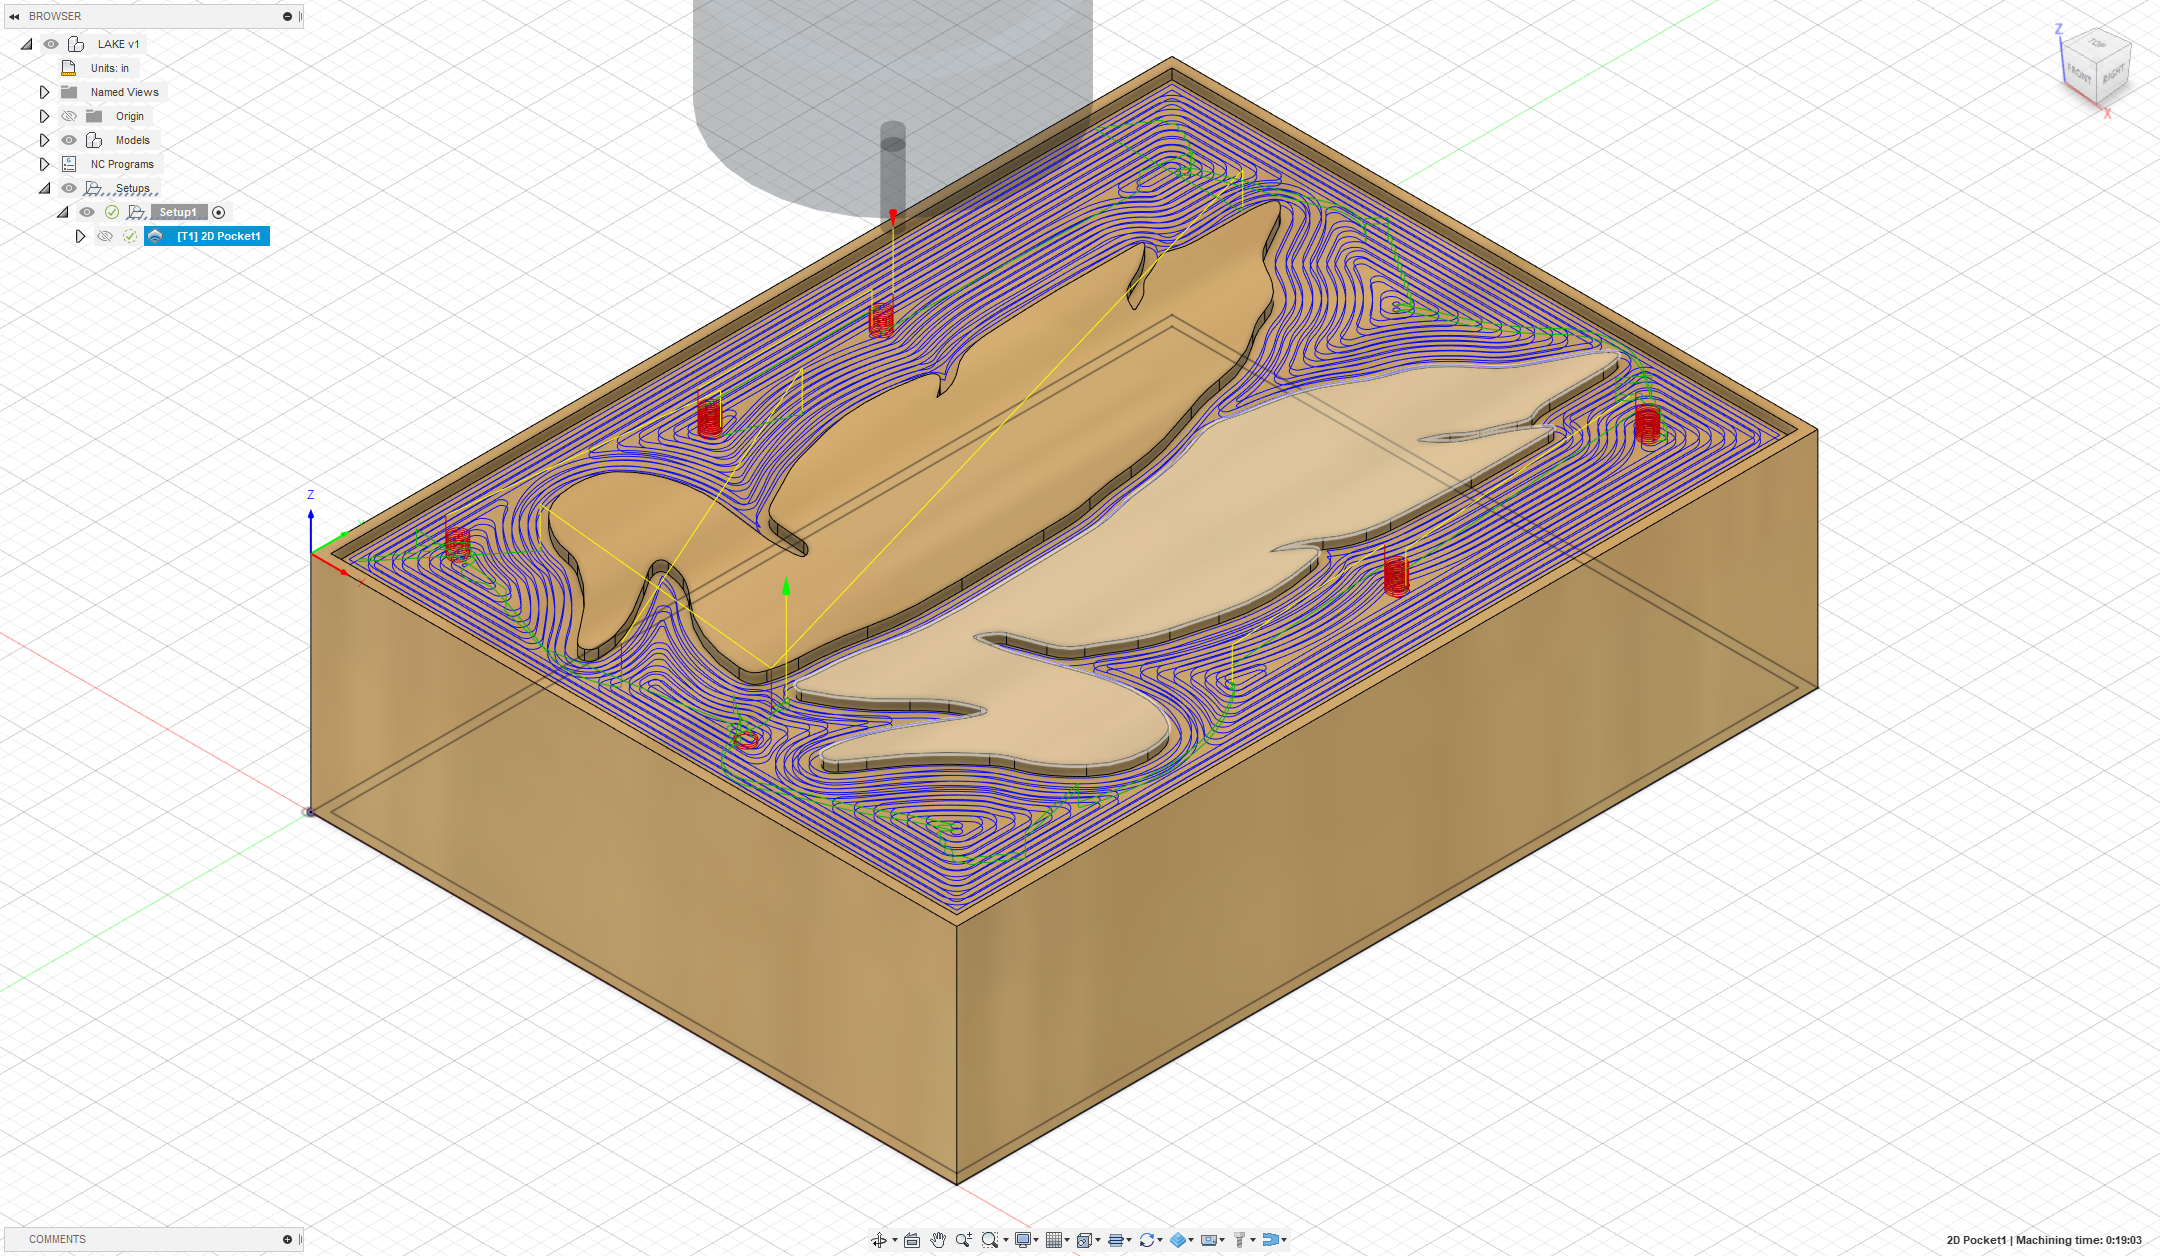 BROWSER
LAKE v1
Units: in
Named Views
Origin
Models
NC Programs
Setups
Setup1
[T1] 2D Pocket1
Z
TOP
FRONT
RIGHT
X
Z
Y
X
COMMENTS
2D Pocket1 | Machining time: 0:19:03